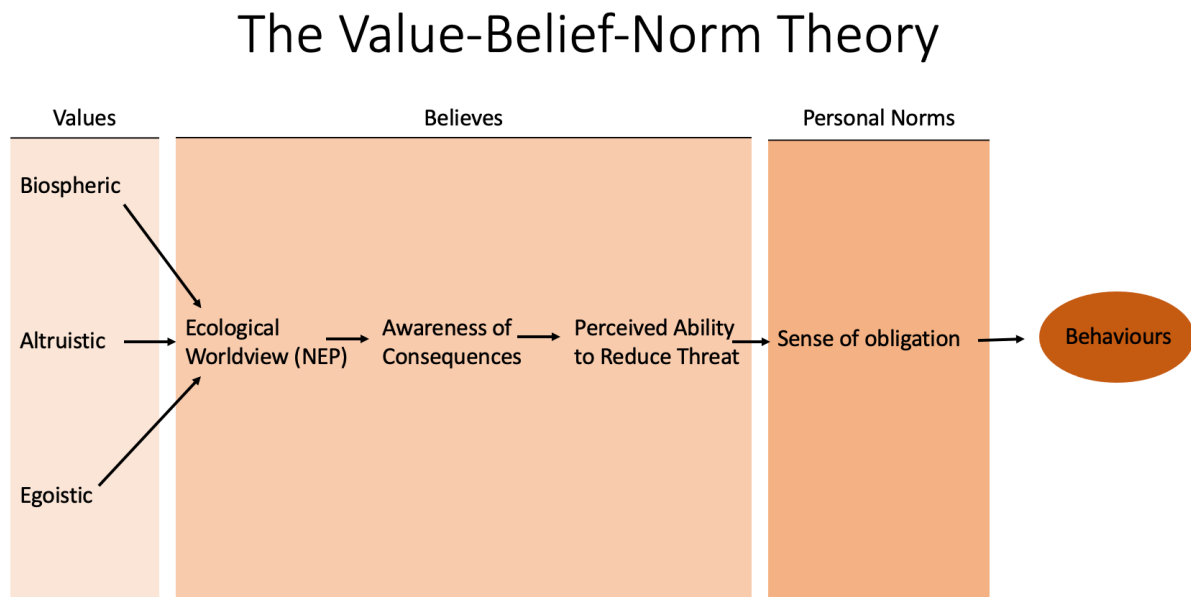 The Value-Belief-Norm Theory
Values
Believes
Personal Norms
Biospheric
Altruistic
Egoistic
Ecological
Worldview (NEP)
Awareness of
Consequences
Perceived Ability
to Reduce Threat
Sense of obligation
Behaviours